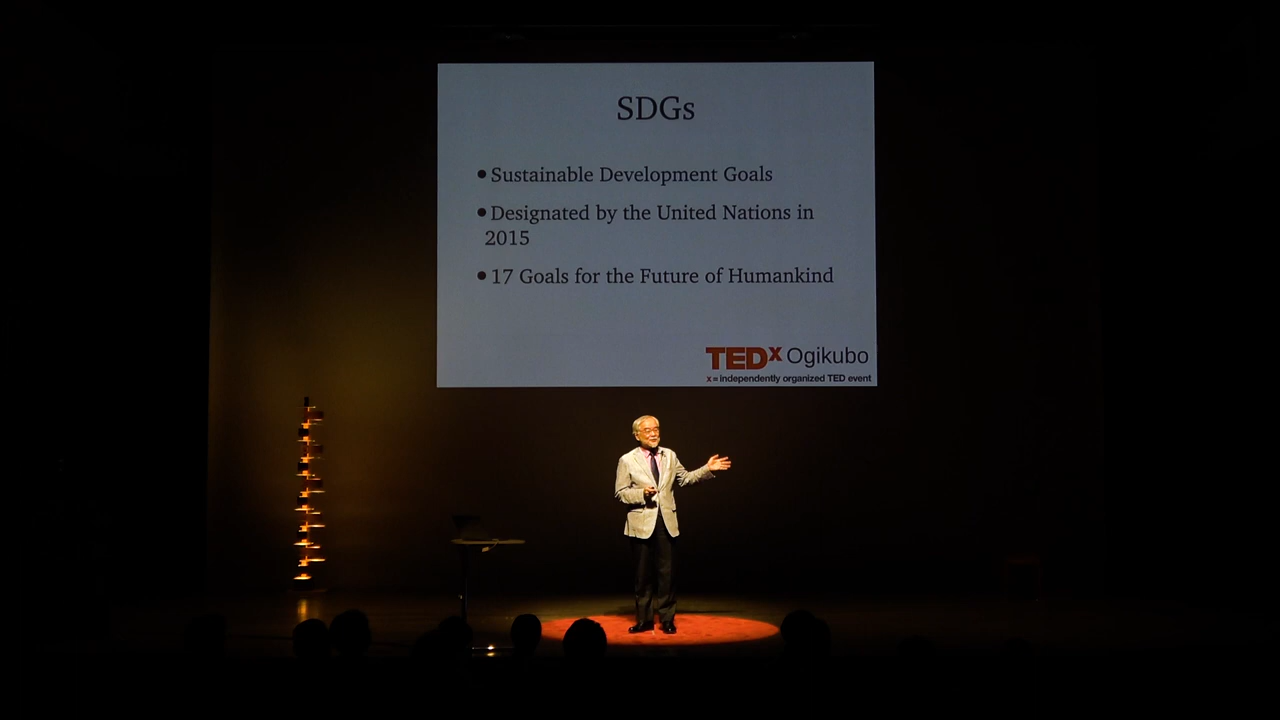 SDGs
•Sustainable Development Goals
•Designated by the United Nations in
2015
•17 Goals for the Future of Humankind
TEDx Ogikubo
x = independently organized TED event